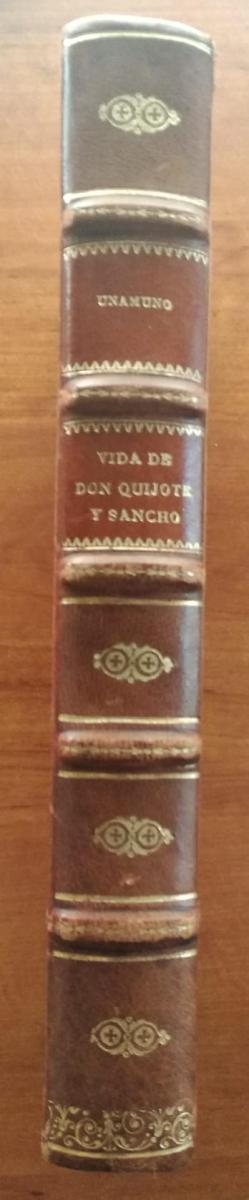 UNAMUNO
VIDA DE
DON QUIJOTE
Y SANCHO